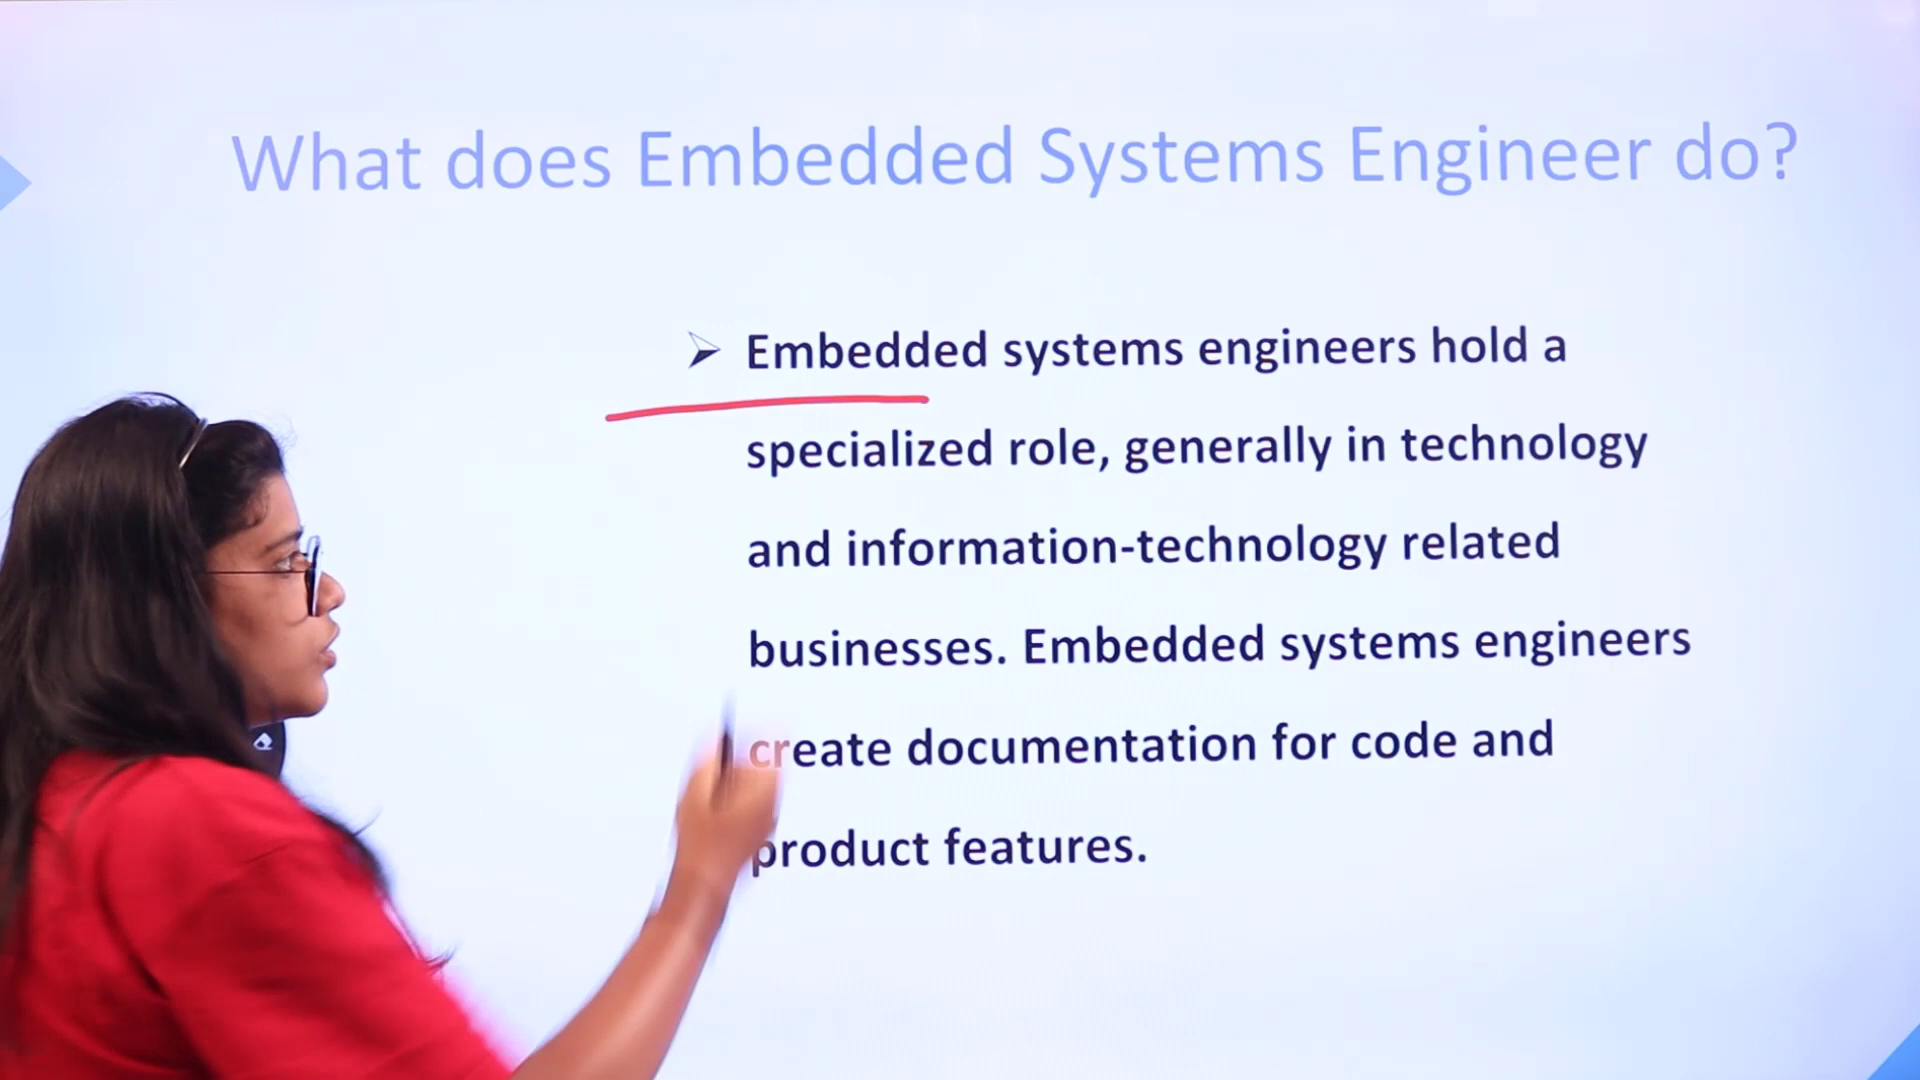 What does Embedded Systems Engineer do?
Embedded systems engineers hold a
specialized role, generally in technology
and information-technology related
businesses. Embedded systems engineers
create documentation for code and
product features.